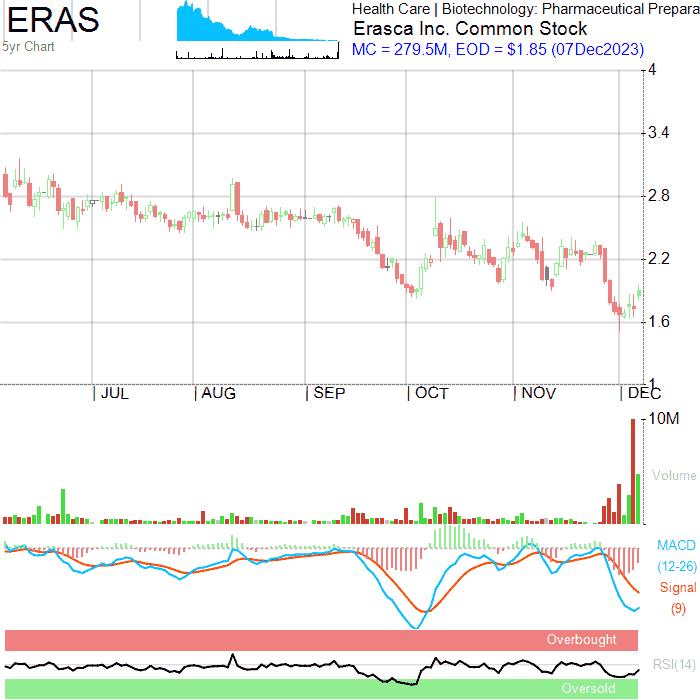 ERAS
5yr Chart
Health Care | Biotechnology: Pharmaceutical Prepara
Erasca Inc. Common Stock
MC = 279.5M, EOD = $1.85 (07Dec2023)
4
3.4
2.8
2.2
1.6
1
JUL AUG SEP OCT NOV DEC
10M
Volume
MACD
(12-26)
Signal
(9)
Overbought
RSI(14)
Oversold